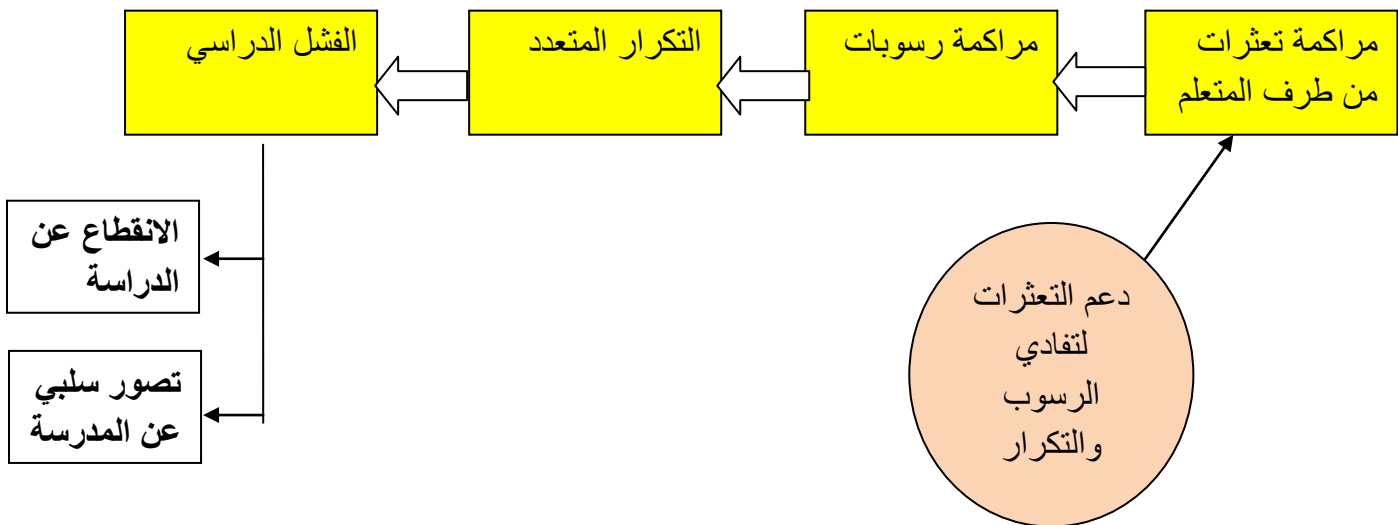 مراكمة تعثرات
من طرف المتعلم
مراكمة رسوبات
التكرار المتعدد
الفشل الدراسي
الانقطاع عن
الدراسة
تصور سلبي
عن المدرسة
دعم التعثرات
لتفادي
الرسوب
والتكرار